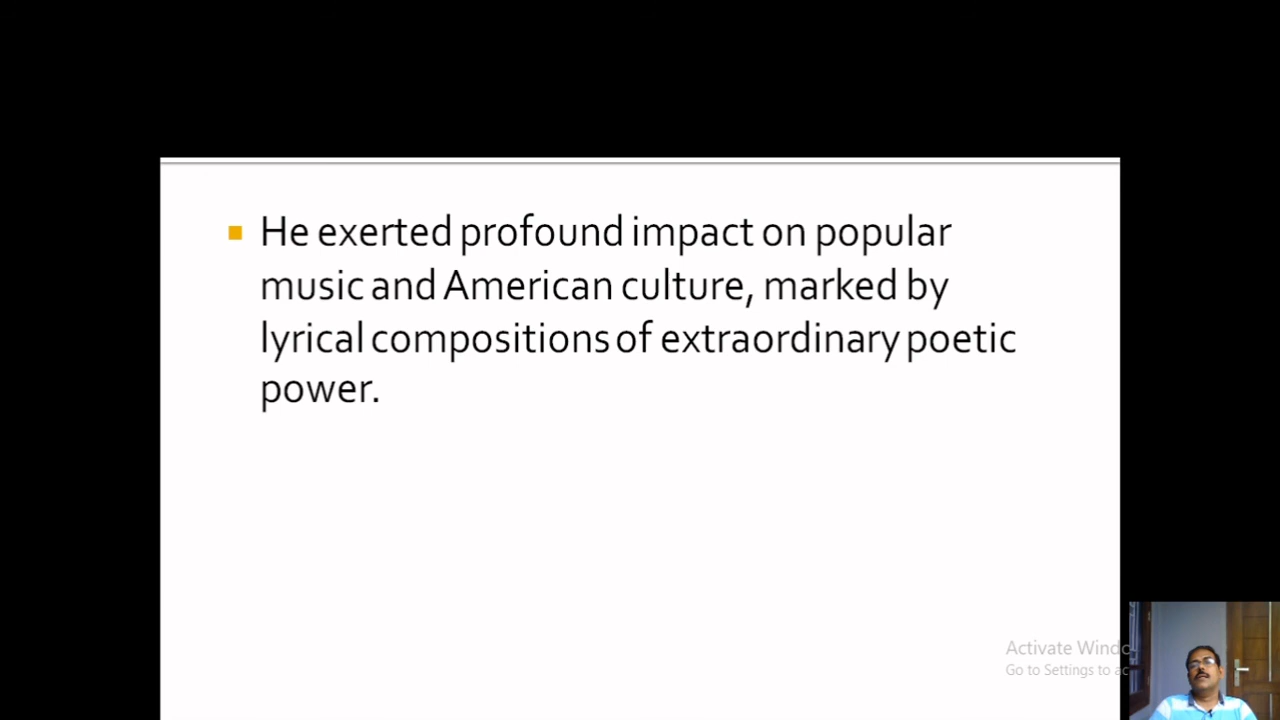 He exerted profound impact on popular
music and American culture, marked by
lyrical compositions of extraordinary poetic
power.
Activate Windo
Go to Settings to ac